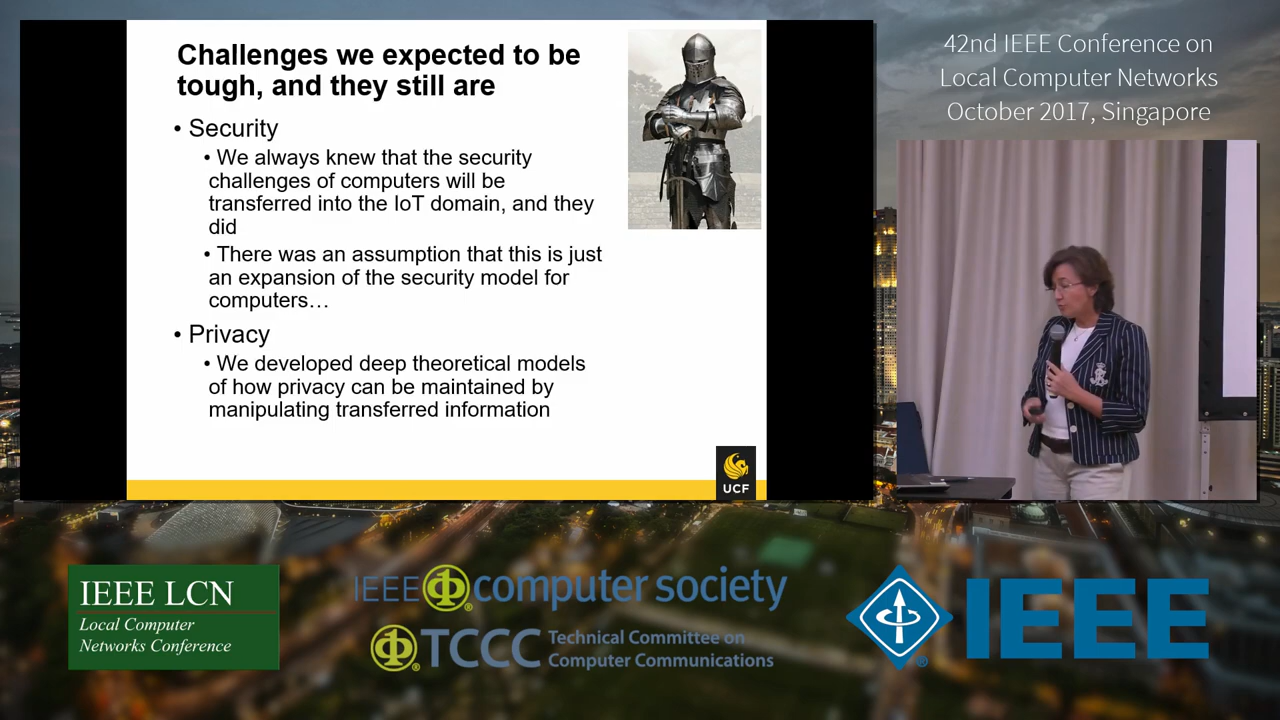 Challenges we expected to be
tough, and they still are
• Security
• We always knew that the security
challenges of computers will be
transferred into the IoT domain, and they
did
• There was an assumption that this is just
an expansion of the security model for
computers…
• Privacy
• We developed deep theoretical models
of how privacy can be maintained by
manipulating transferred information
UCF
42nd IEEE Conference on
Local Computer Networks
October 2017, Singapore
IEEE LCN
Local Computer
Networks Conference
IEEE computer society
TCCC Technical Committee on
Computer Communications
IEEE